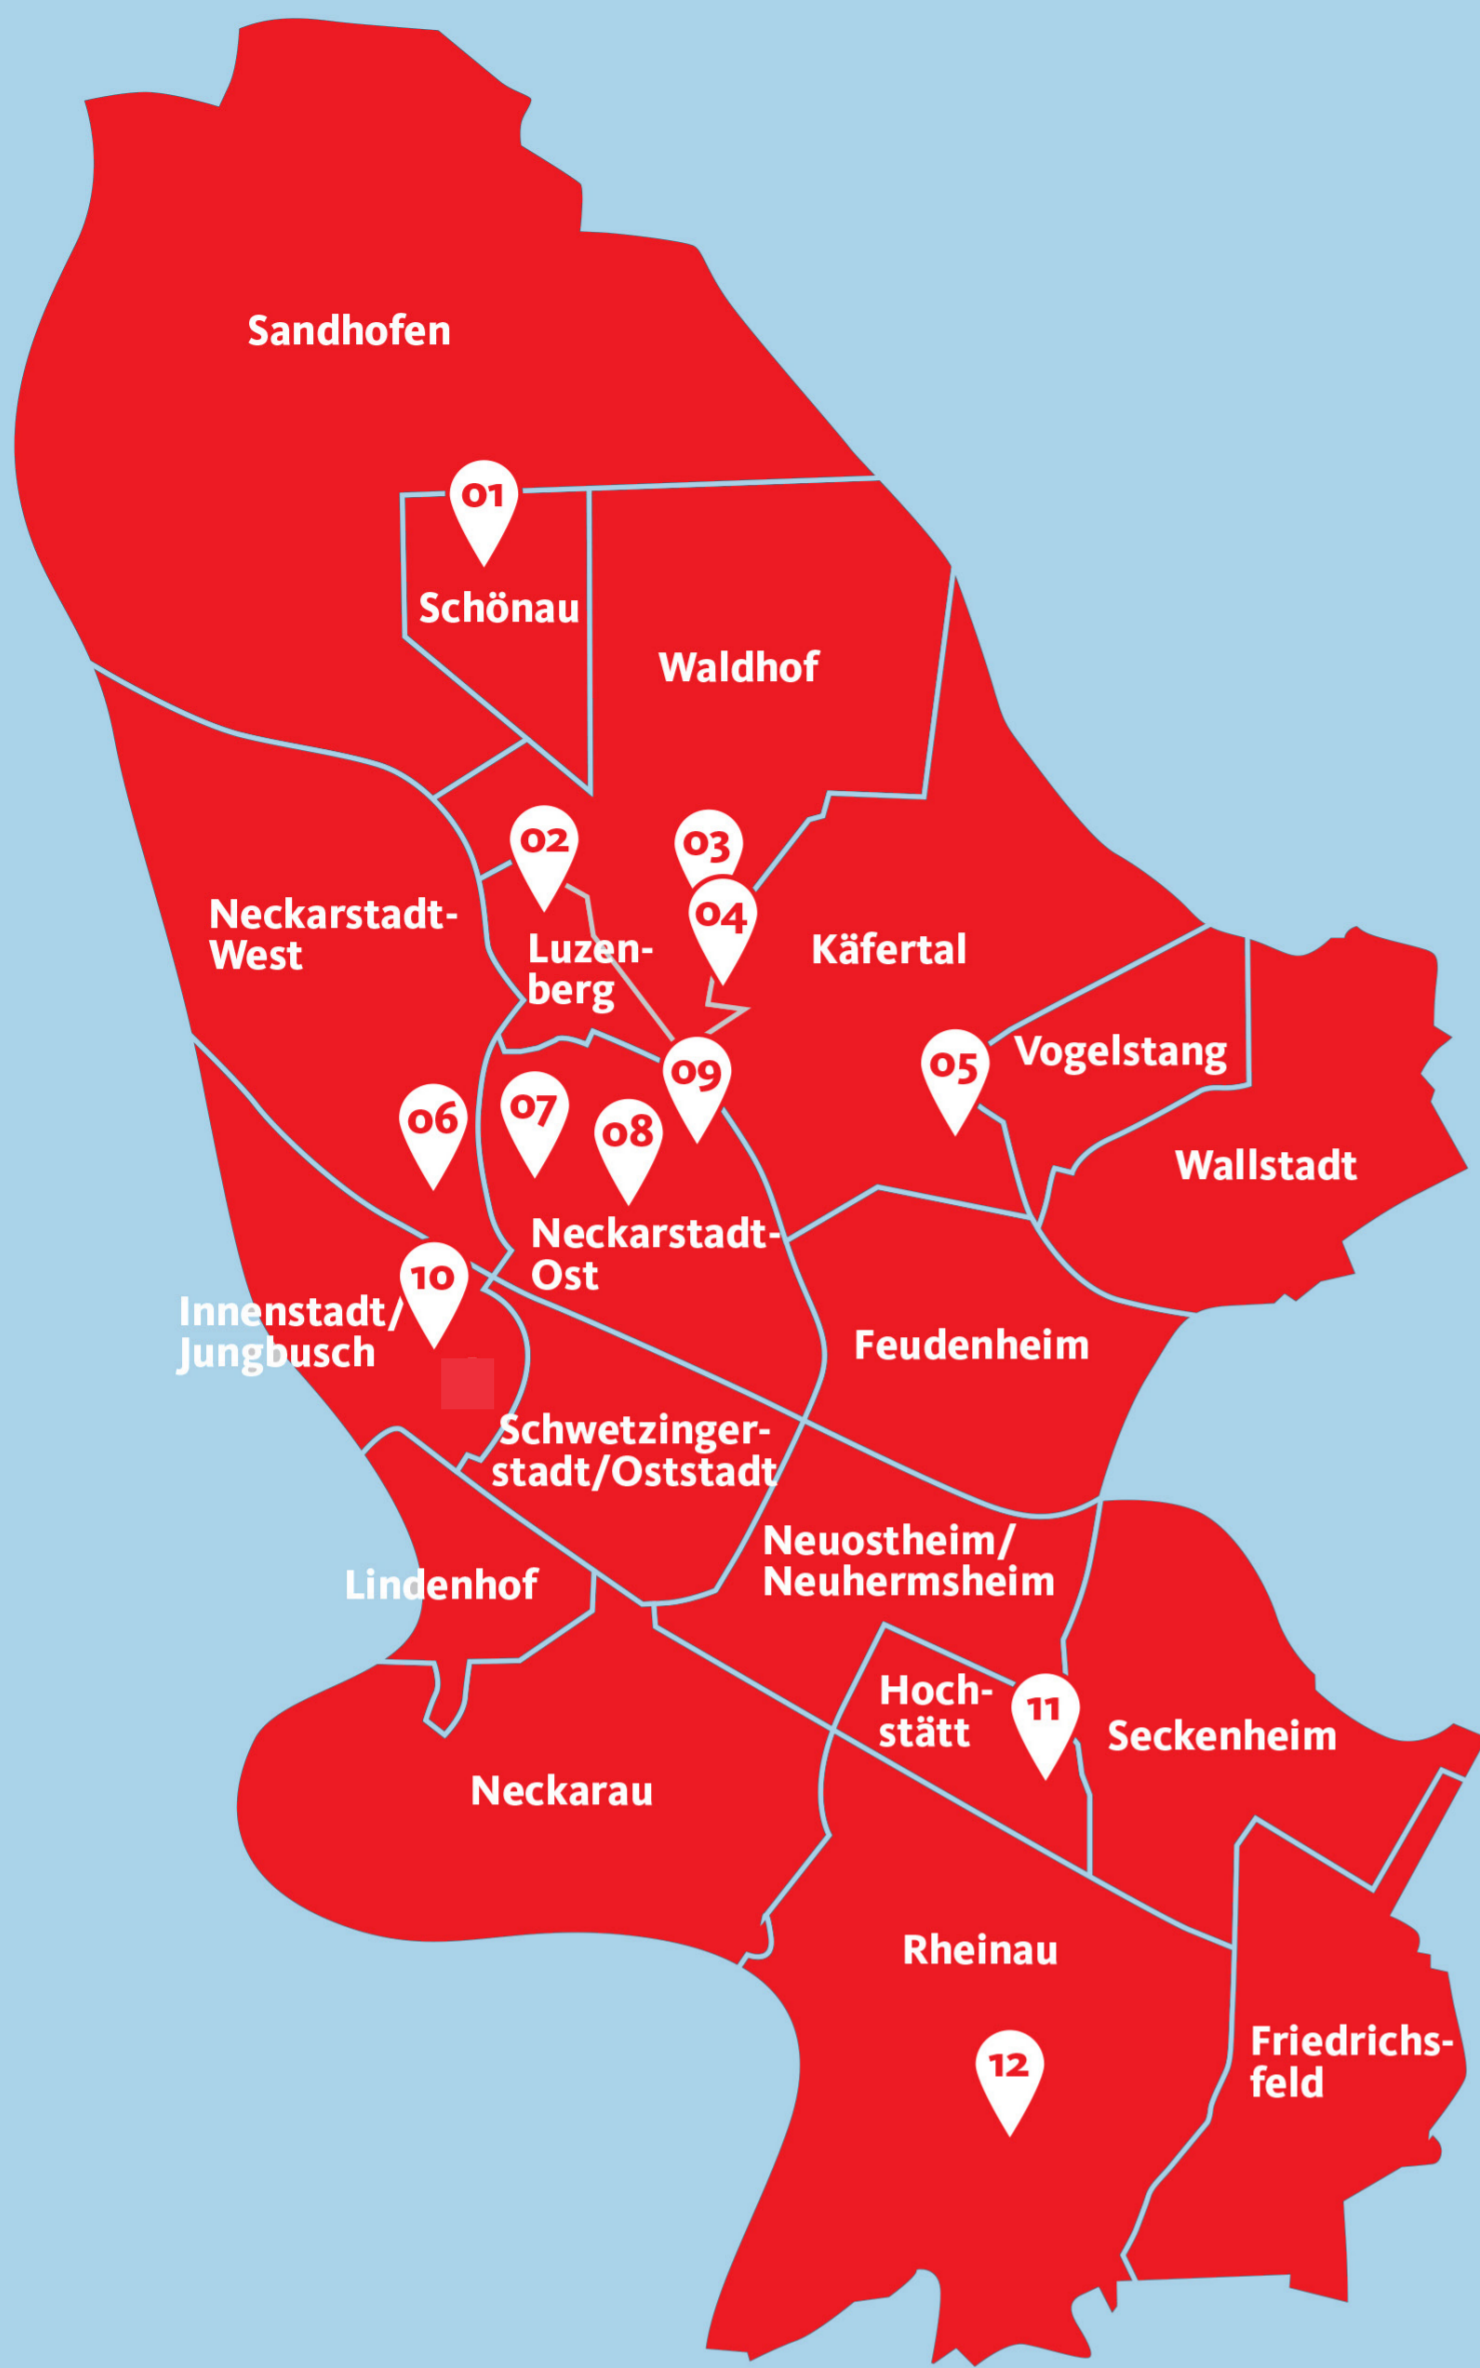 Sandhofen
01
Schönau
Waldhof
02
03
04
Neckarstadt-
West
Luzen-
berg
Käfertal
05
Vogelstang
09
06
07
08
Wallstadt
Neckarstadt-
Ost
10
Innenstadt/
Jungbusch
Feudenheim
Schwetzinger-
stadt/Oststadt
Neuostheim/
Neuhermsheim
Lindenhof
Hoch-
stätt
11
Seckenheim
Neckarau
Rheinau
12
Friedrichs-
feld